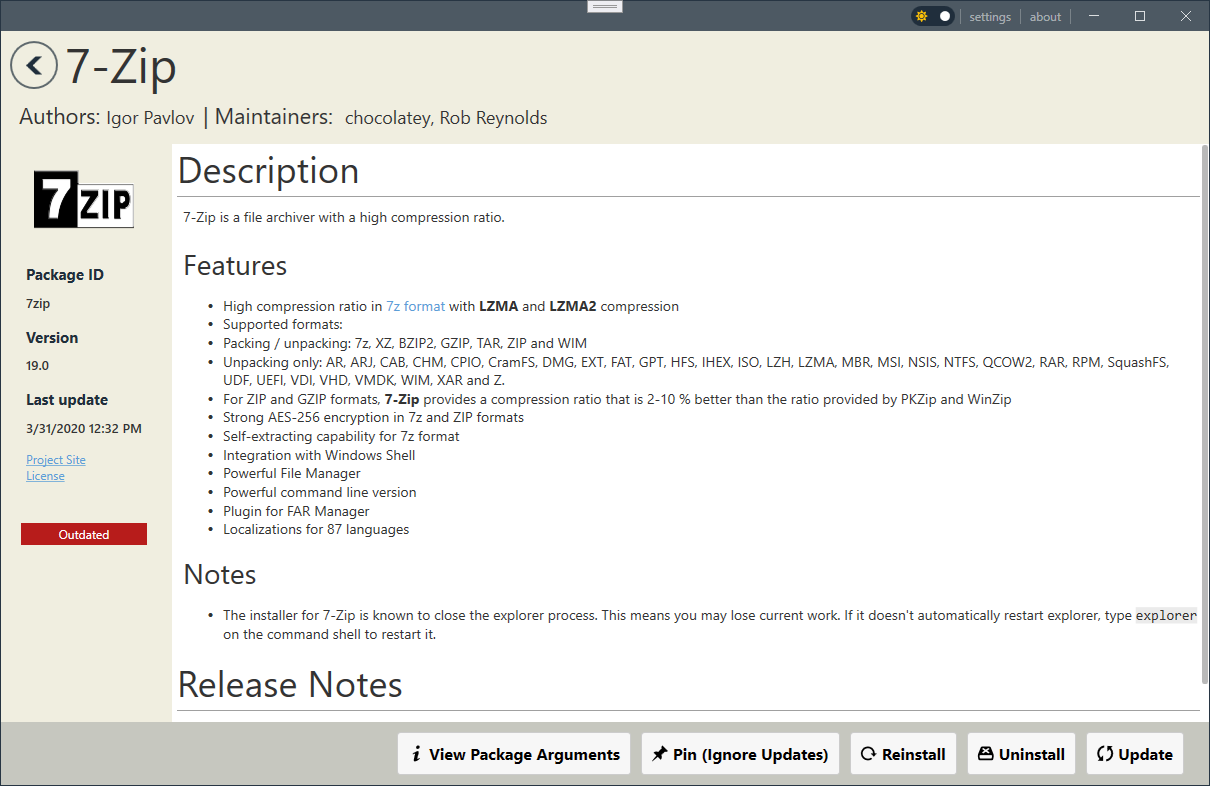 settings
about
7-Zip
Authors: Igor Pavlov | Maintainers: chocolatey, Rob Reynolds
7ZIP
Package ID
7zip
Version
19.0
Last update
3/31/2020 12:32 PM
Project Site
License
Outdated
Description
7-Zip is a file archiver with a high compression ratio.
Features
• High compression ratio in 7z format with LZMA and LZMA2 compression
• Supported formats:
• Packing / unpacking: 7z, XZ, BZIP2, GZIP, TAR, ZIP and WIM
• Unpacking only: AR, ARJ, CAB, CHM, CPIO, CramFS, DMG, EXT, FAT, GPT, HFS, IHEX, ISO, LZH, LZMA, MBR, MSI, NSIS, NTFS, QCOW2, RAR, RPM, SquashFS,
UDF, UEFI, VDI, VHD, VMDK, WIM, XAR and Z.
• For ZIP and GZIP formats, 7-Zip provides a compression ratio that is 2-10 % better than the ratio provided by PKZip and WinZip
• Strong AES-256 encryption in 7z and ZIP formats
• Self-extracting capability for 7z format
• Integration with Windows Shell
• Powerful File Manager
• Powerful command line version
• Plugin for FAR Manager
• Localizations for 87 languages
Notes
• The installer for 7-Zip is known to close the explorer process. This means you may lose current work. If it doesn't automatically restart explorer, type explorer
on the command shell to restart it.
Release Notes
View Package Arguments
Pin (Ignore Updates)
Reinstall
Uninstall
Update